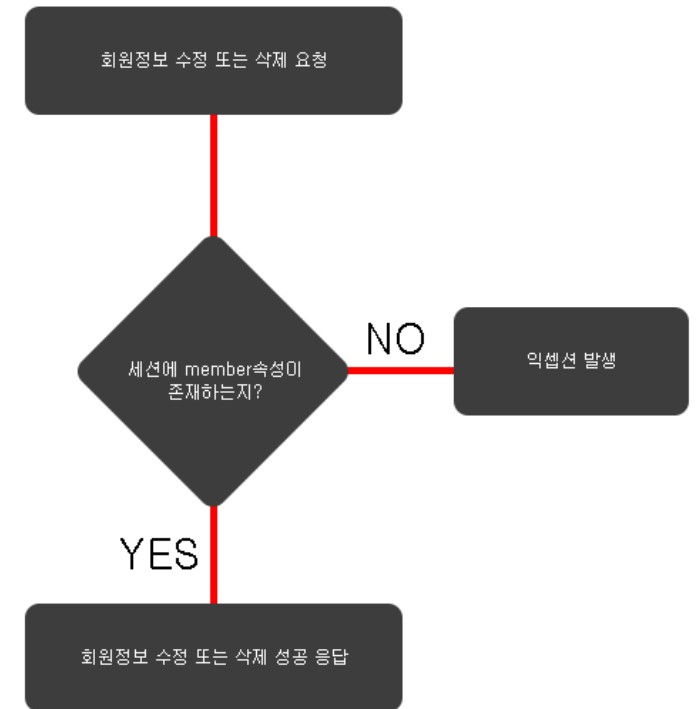 회원정보 수정 또는 삭제 요청
세션에 member속성이
존재하는지?
NO
익셉션 발생
YES
회원정보 수정 또는 삭제 성공 응답